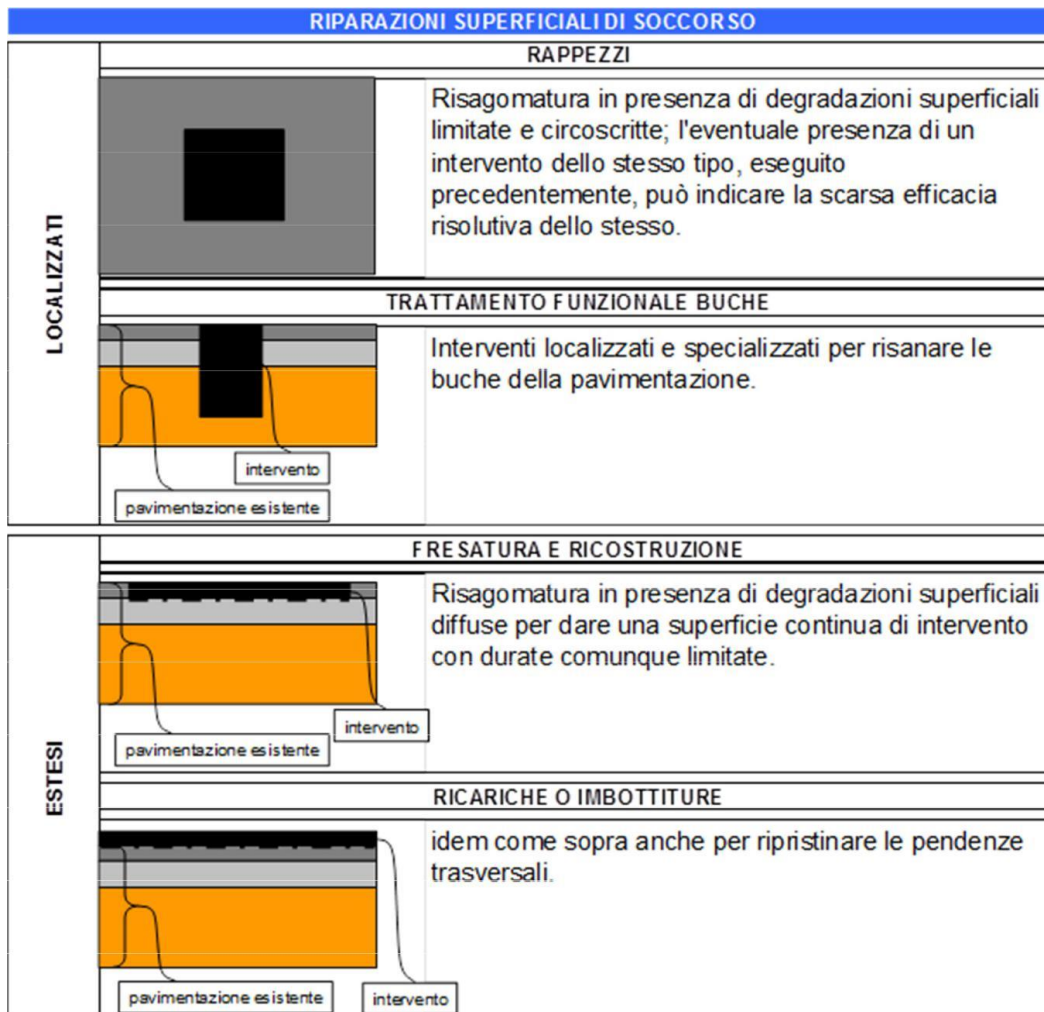 RIPARAZIONI SUPERFICIALI DI SOCCORSO
LOCALIZZATI
RAPPEZZI
Risagomatura in presenza di degradazioni superficiali
limitate e circoscritte; l'eventuale presenza di un
intervento dello stesso tipo, eseguito
precedentemente, può indicare la scarsa efficacia
risolutiva dello stesso.
TRATTAMENTO FUNZIONALE BUCHE
Interventi localizzati e specializzati per risanare le
buche della pavimentazione.
intervento
pavimentazione esistente
ESTESI
FRESATURA E RICOSTRUZIONE
Risagomatura in presenza di degradazioni superficiali
diffuse per dare una superficie continua di intervento
con durate comunque limitate.
intervento
pavimentazione esistente
RICARICHE O IMBOTTITURE
idem come sopra anche per ripristinare le pendenze
trasversali.
pavimentazione esistente
intervento